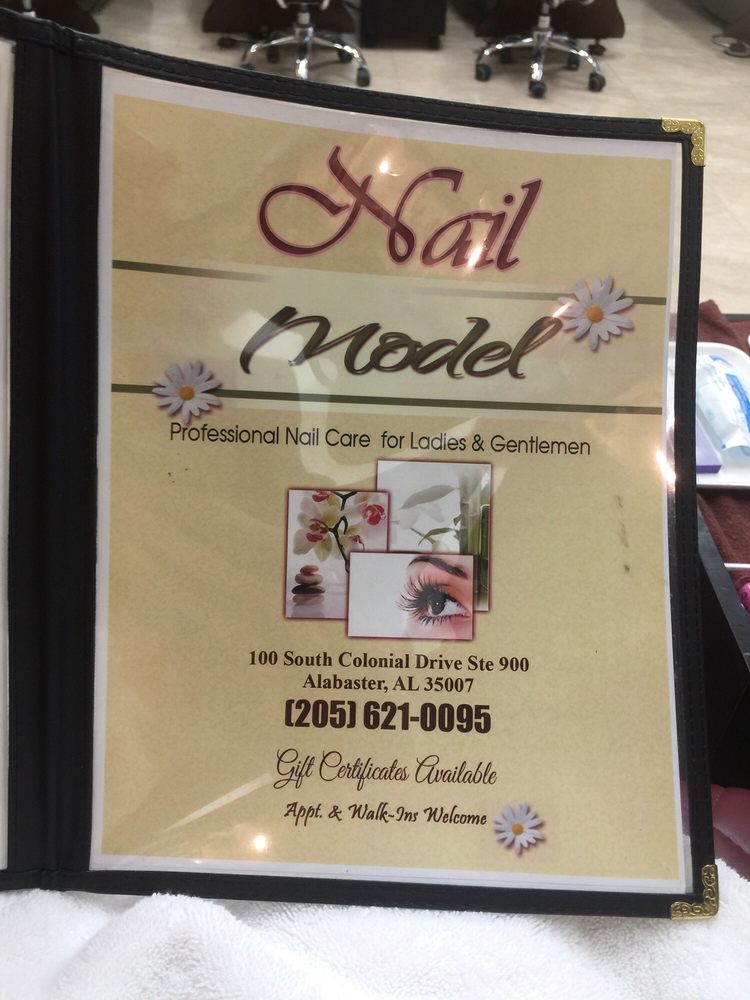 Nail
Model
Professional Nail Care for Ladies & Gentlemen
100 South Colonial Drive Ste 900
Alabaster, AL 35007
(205) 621-0095
Gift Certificates Available
Appt. & Walk-Ins Welcome